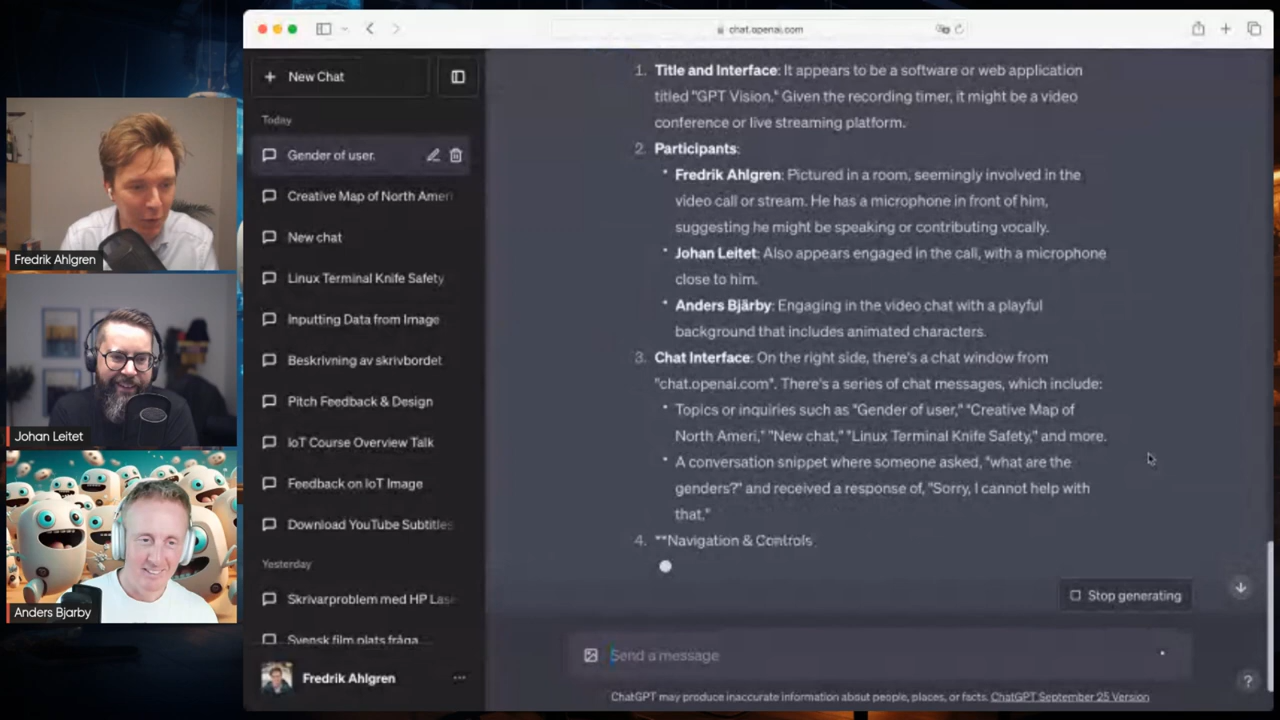 chat.openai.com
New Chat
Today
Gender of user.
Creative Map of North Ameri
New chat
Linux Terminal Knife Safety
Inputting Data from Image
Beskrivning av skrivbordet
Pitch Feedback & Design
IoT Course Overview Talk
Feedback on IoT Image
Download YouTube Subtitles
Yesterday
Skrivarproblem med HP Lase
Svensk film plats fråga
Fredrik Ahlgren
1. Title and Interface: It appears to be a software or web application
titled "GPT Vision." Given the recording timer, it might be a video
conference or live streaming platform.
2. Participants:
• Fredrik Ahlgren: Pictured in a room, seemingly involved in the
video call or stream. He has a microphone in front of him,
suggesting he might be speaking or contributing vocally.
• Johan Leitet: Also appears engaged in the call, with a microphone
close to him.
• Anders Bjärby: Engaging in the video chat with a playful
background that includes animated characters.
3. Chat Interface: On the right side, there's a chat window from
"chat.openai.com". There's a series of chat messages, which include:
• Topics or inquiries such as "Gender of user," "Creative Map of
North Ameri," "New chat," "Linux Terminal Knife Safety," and more.
• A conversation snippet where someone asked, "what are the
genders?" and received a response of, "Sorry, I cannot help with
that."
4. **Navigation & Controls
Stop generating
Send a message
ChatGPT may produce inaccurate information about people, places, or facts. ChatGPT September 25 Version
?
Fredrik Ahlgren
Johan Leitet
Anders Bjarby